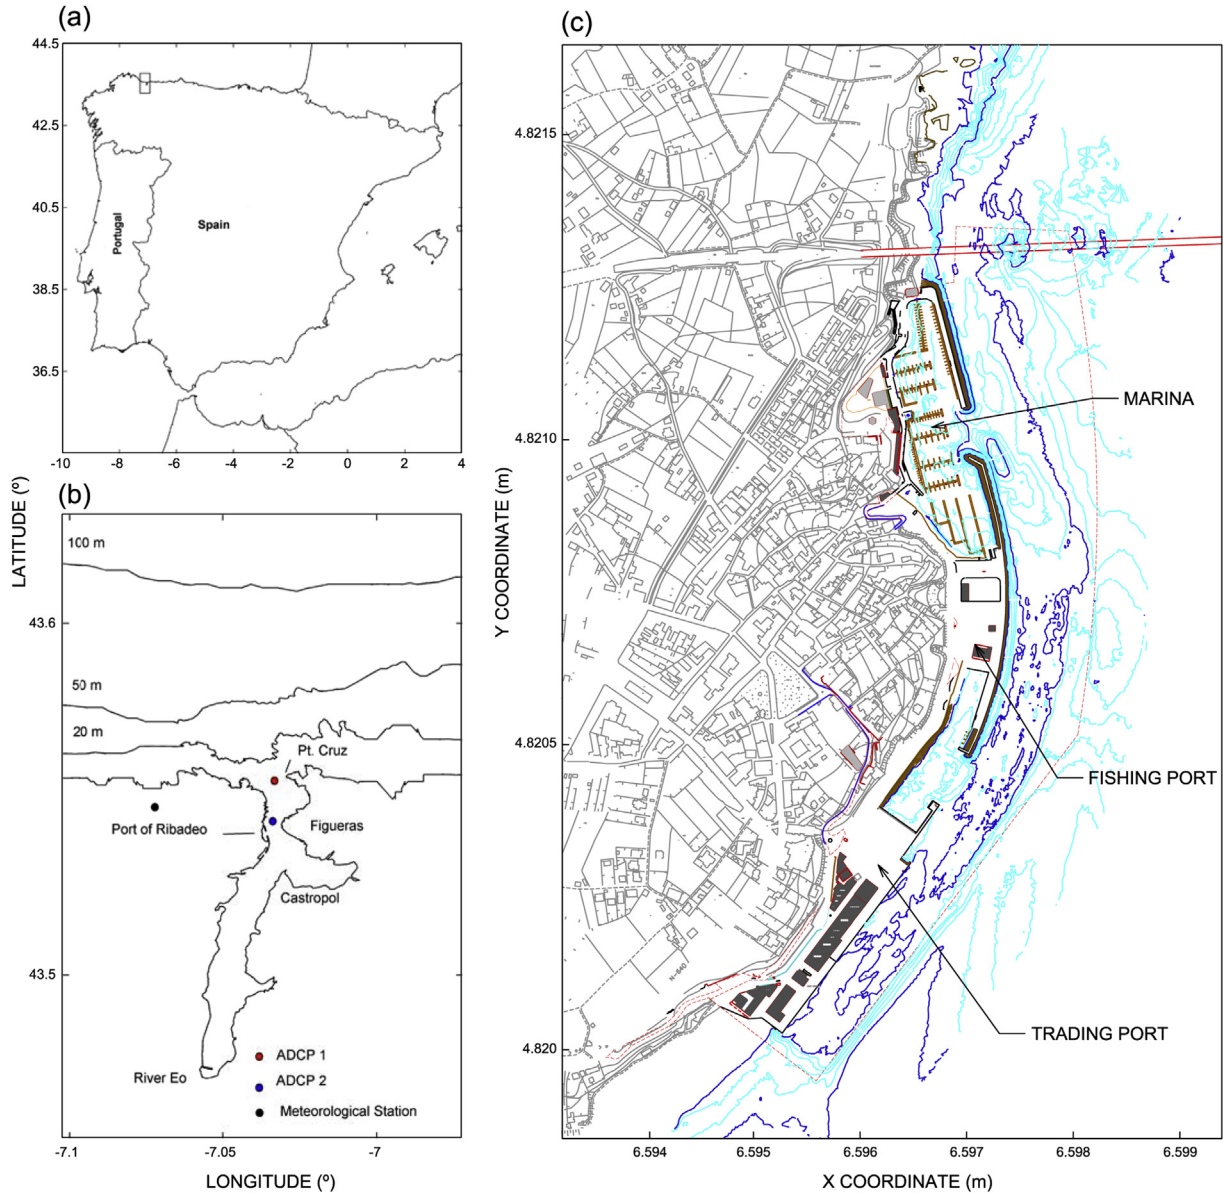 (a)
44.5
42.5
40.5
38.5
36.5
-10
-8
-6
-4
-2
0
2
4
Portugal
Spain
(b)
LATITUDE (º)
100 m
50 m
20 m
43.6
43.5
43.4
Pt. Cruz
Port of Ribadeo
Figueras
Castropol
River Eo
ADCP 1
ADCP 2
Meteorological Station
-7.1
-7.05
-7
LONGITUDE (º)
(c)
4.8215
4.8210
4.8205
4.820
Y COORDINATE (m)
MARINA
FISHING PORT
TRADING PORT
N-640
6.594
6.595
6.596
6.597
6.598
6.599
X COORDINATE (m)